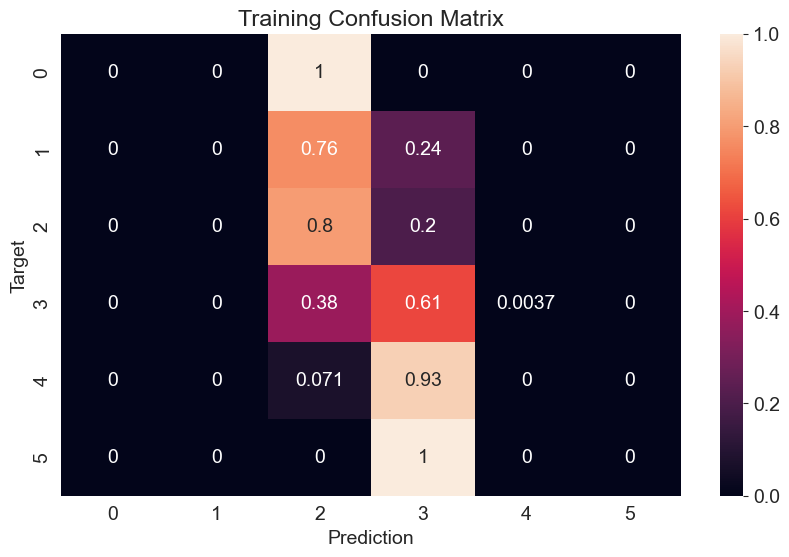 Training Confusion Matrix
Target
0 0 0 1 0 0 0
1 0 0 0.76 0.24 0 0
2 0 0 0.8 0.2 0 0
3 0 0 0.38 0.61 0.0037 0
4 0 0 0.071 0.93 0 0
5 0 0 0 1 0 0
0 1 2 3 4 5
Prediction
1.0
0.8
0.6
0.4
0.2
0.0